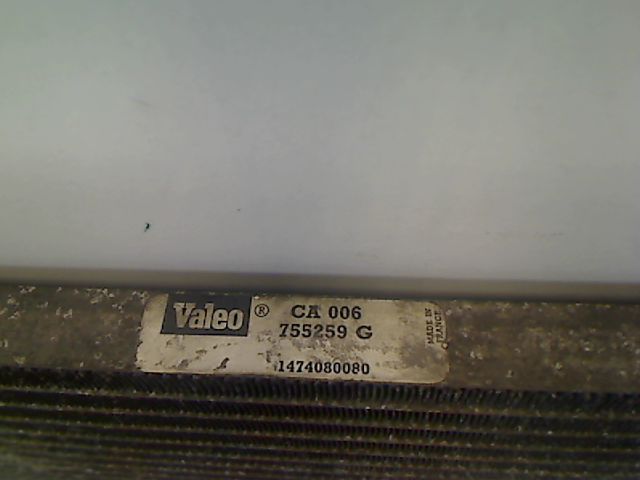 Valeo® CA 006
755259 G
1474080080
MADE IN
FRANCE